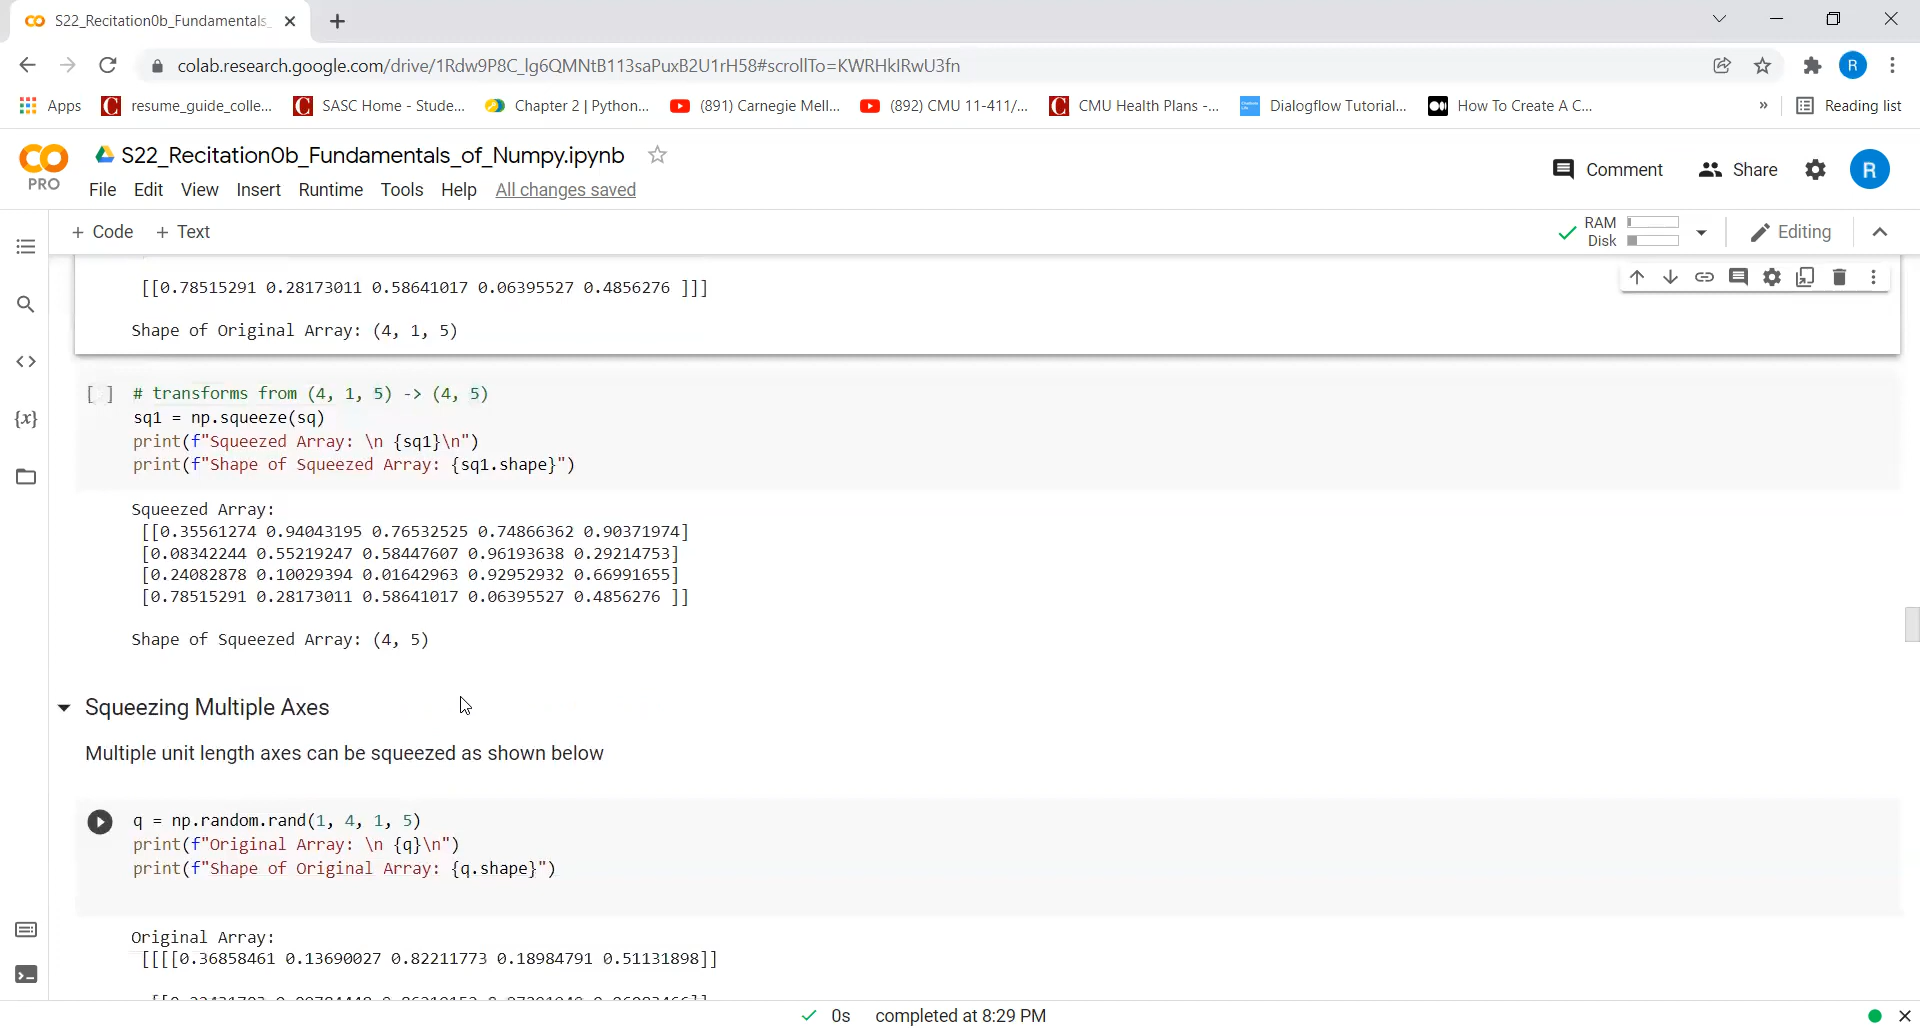 S22_Recitation0b_Fundamentals_
colab.research.google.com/drive/1Rdw9P8C_lg6QMNtB113saPuxB2U1rH58#scrollTo=KWRHklRwU3fn
R
Apps resume_guide_colle... SASC Home - Stude... Chapter 2 | Python... (891) Carnegie Mell... (892) CMU 11-411/... CMU Health Plans -... Dialogflow Tutorial... How To Create A C... » Reading list
S22_Recitation0b_Fundamentals_of_Numpy.ipynb
PRO
Comment Share R
File Edit View Insert Runtime Tools Help All changes saved
+ Code + Text
RAM
Disk
Editing
[[0.78515291 0.28173011 0.58641017 0.06395527 0.4856276 ]]]
Shape of Original Array: (4, 1, 5)
[ ] # transforms from (4, 1, 5) -> (4, 5)
sq1 = np.squeeze(sq)
print(f"Squeezed Array: \n {sq1}\n")
print(f"Shape of Squeezed Array: {sq1.shape}")
{x}
Squeezed Array:
[[0.35561274 0.94043195 0.76532525 0.74866362 0.90371974]
[0.08342244 0.55219247 0.58447607 0.96193638 0.29214753]
[0.24082878 0.10029394 0.01642963 0.92952932 0.66991655]
[0.78515291 0.28173011 0.58641017 0.06395527 0.4856276 ]]
Shape of Squeezed Array: (4, 5)
Squeezing Multiple Axes
Multiple unit length axes can be squeezed as shown below
q = np.random.rand(1, 4, 1, 5)
print(f"Original Array: \n {q}\n")
print(f"Shape of Original Array: {q.shape}")
Original Array:
[[[[0.36858461 0.13690027 0.82211773 0.18984791 0.51131898]]
0s completed at 8:29 PM